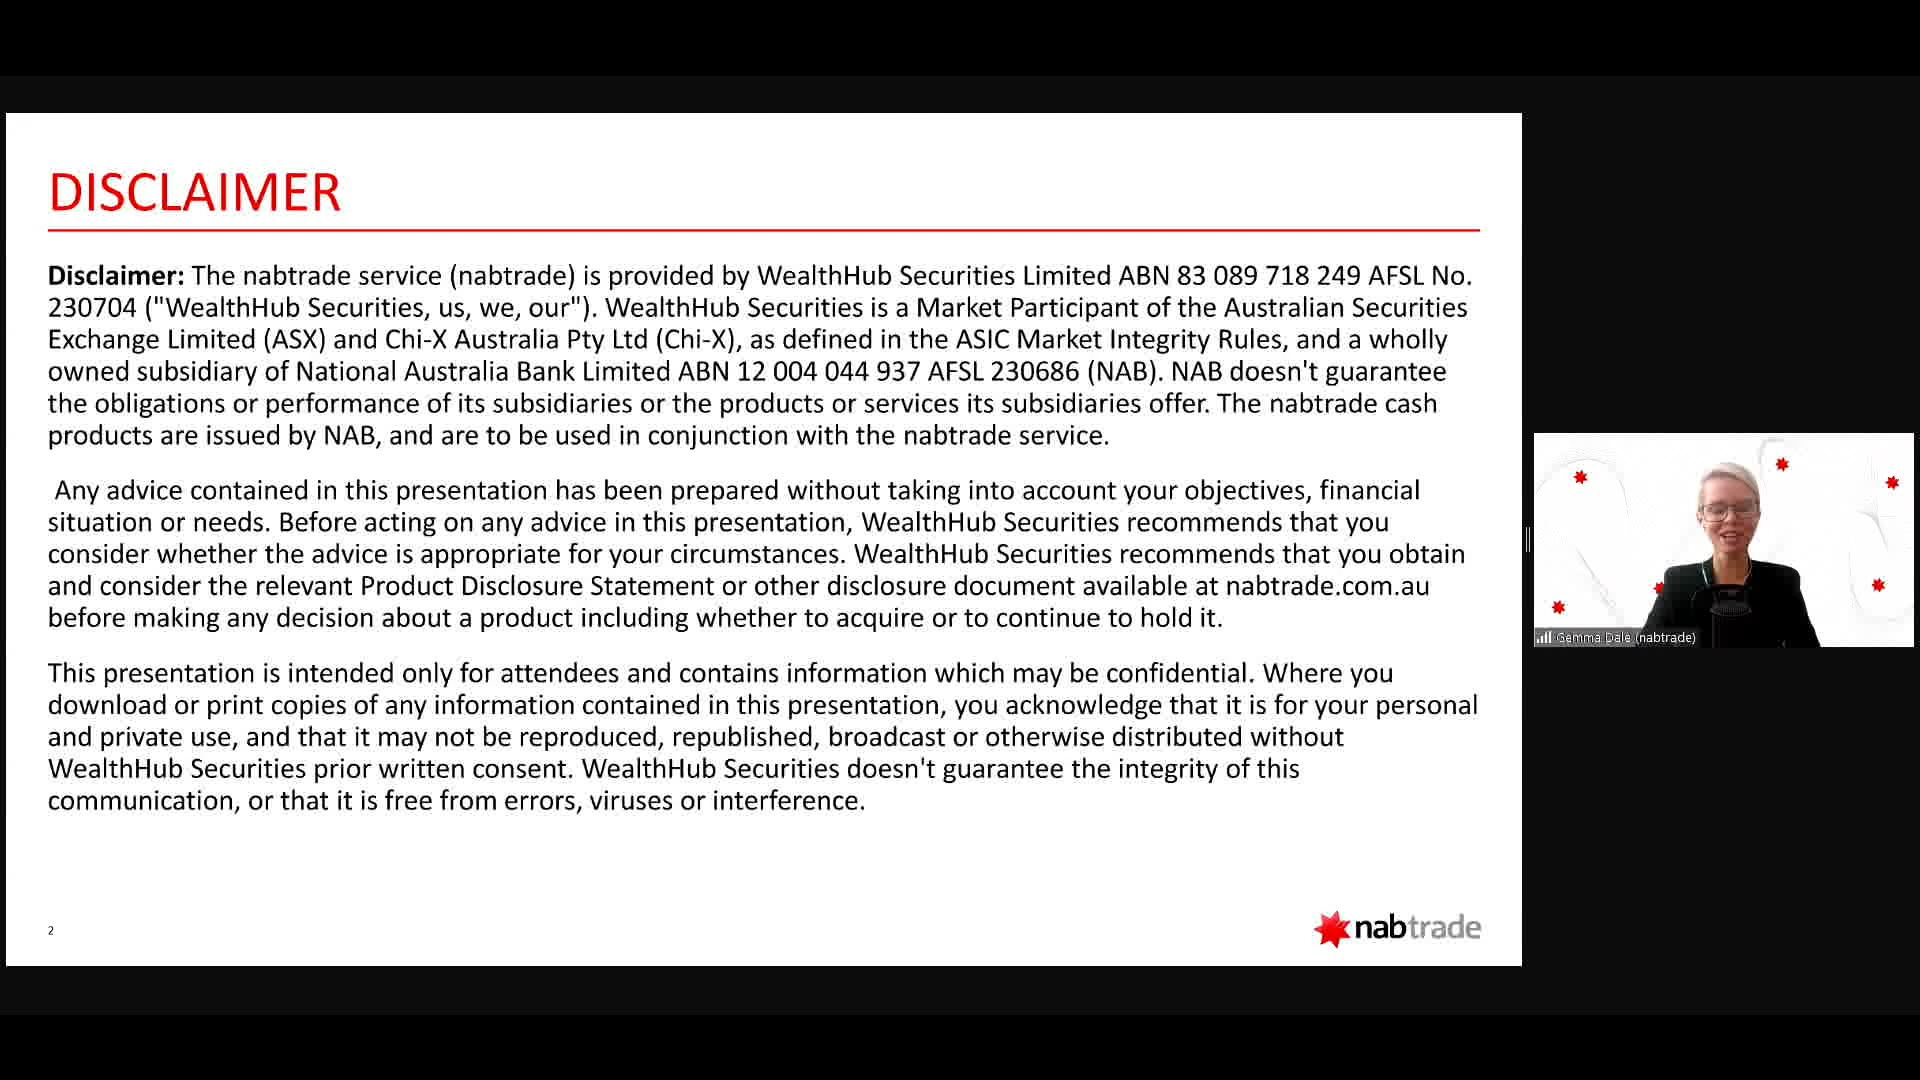 DISCLAIMER
Disclaimer: The nabtrade service (nabtrade) is provided by WealthHub Securities Limited ABN 83 089 718 249 AFSL No.
230704 ("WealthHub Securities, us, we, our"). WealthHub Securities is a Market Participant of the Australian Securities
Exchange Limited (ASX) and Chi-X Australia Pty Ltd (Chi-X), as defined in the ASIC Market Integrity Rules, and a wholly
owned subsidiary of National Australia Bank Limited ABN 12 004 044 937 AFSL 230686 (NAB). NAB doesn't guarantee
the obligations or performance of its subsidiaries or the products or services its subsidiaries offer. The nabtrade cash
products are issued by NAB, and are to be used in conjunction with the nabtrade service.
Any advice contained in this presentation has been prepared without taking into account your objectives, financial
situation or needs. Before acting on any advice in this presentation, WealthHub Securities recommends that you
consider whether the advice is appropriate for your circumstances. WealthHub Securities recommends that you obtain
and consider the relevant Product Disclosure Statement or other disclosure document available at nabtrade.com.au
before making any decision about a product including whether to acquire or to continue to hold it.
This presentation is intended only for attendees and contains information which may be confidential. Where you
download or print copies of any information contained in this presentation, you acknowledge that it is for your personal
and private use, and that it may not be reproduced, republished, broadcast or otherwise distributed without
WealthHub Securities prior written consent. WealthHub Securities doesn't guarantee the integrity of this
communication, or that it is free from errors, viruses or interference.
2
nabtrade
Gemma Dale (nabtrade)